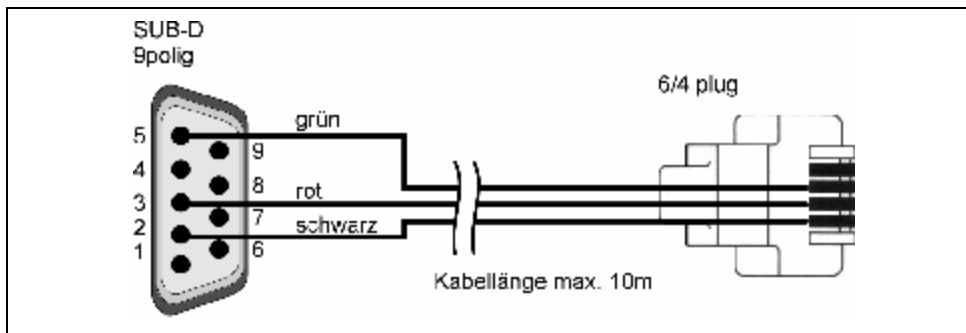 SUB-D
9polig
6/4 plug
grün
5
9
4
8
rot
3
7
2
schwarz
1
6
Kabellänge max. 10m